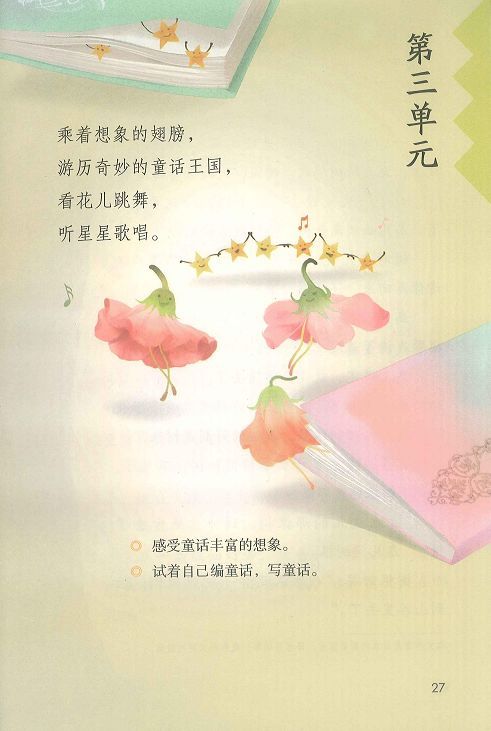 第三单元
乘着想象的翅膀，
游历奇妙的童话王国，
看花儿跳舞，
听星星歌唱。
◎ 感受童话丰富的想象。
◎ 试着自己编童话，写童话。
27